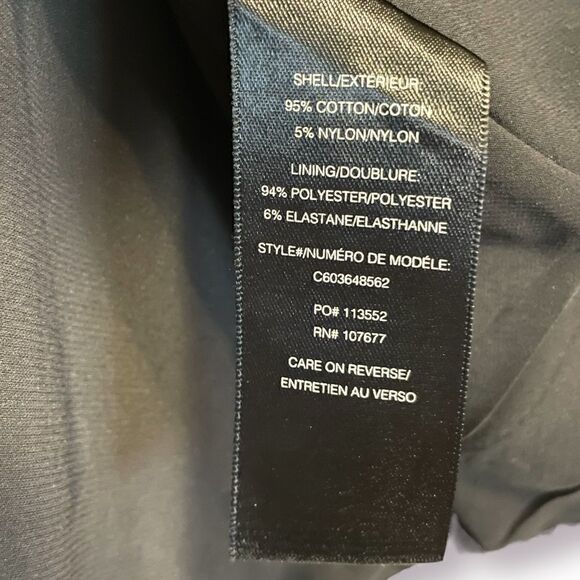 SHELL/EXTÉRIEUR
95% COTTON/COTON
5% NYLON/NYLON
LINING/DOUBLURE:
94% POLYESTER/POLYESTER
6% ELASTANE/ELASTHANNE
STYLE#/NUMÉRO DE MODÉLE:
C603648562
PO# 113552
RN# 107677
CARE ON REVERSE/
ENTRETIEN AU VERSO